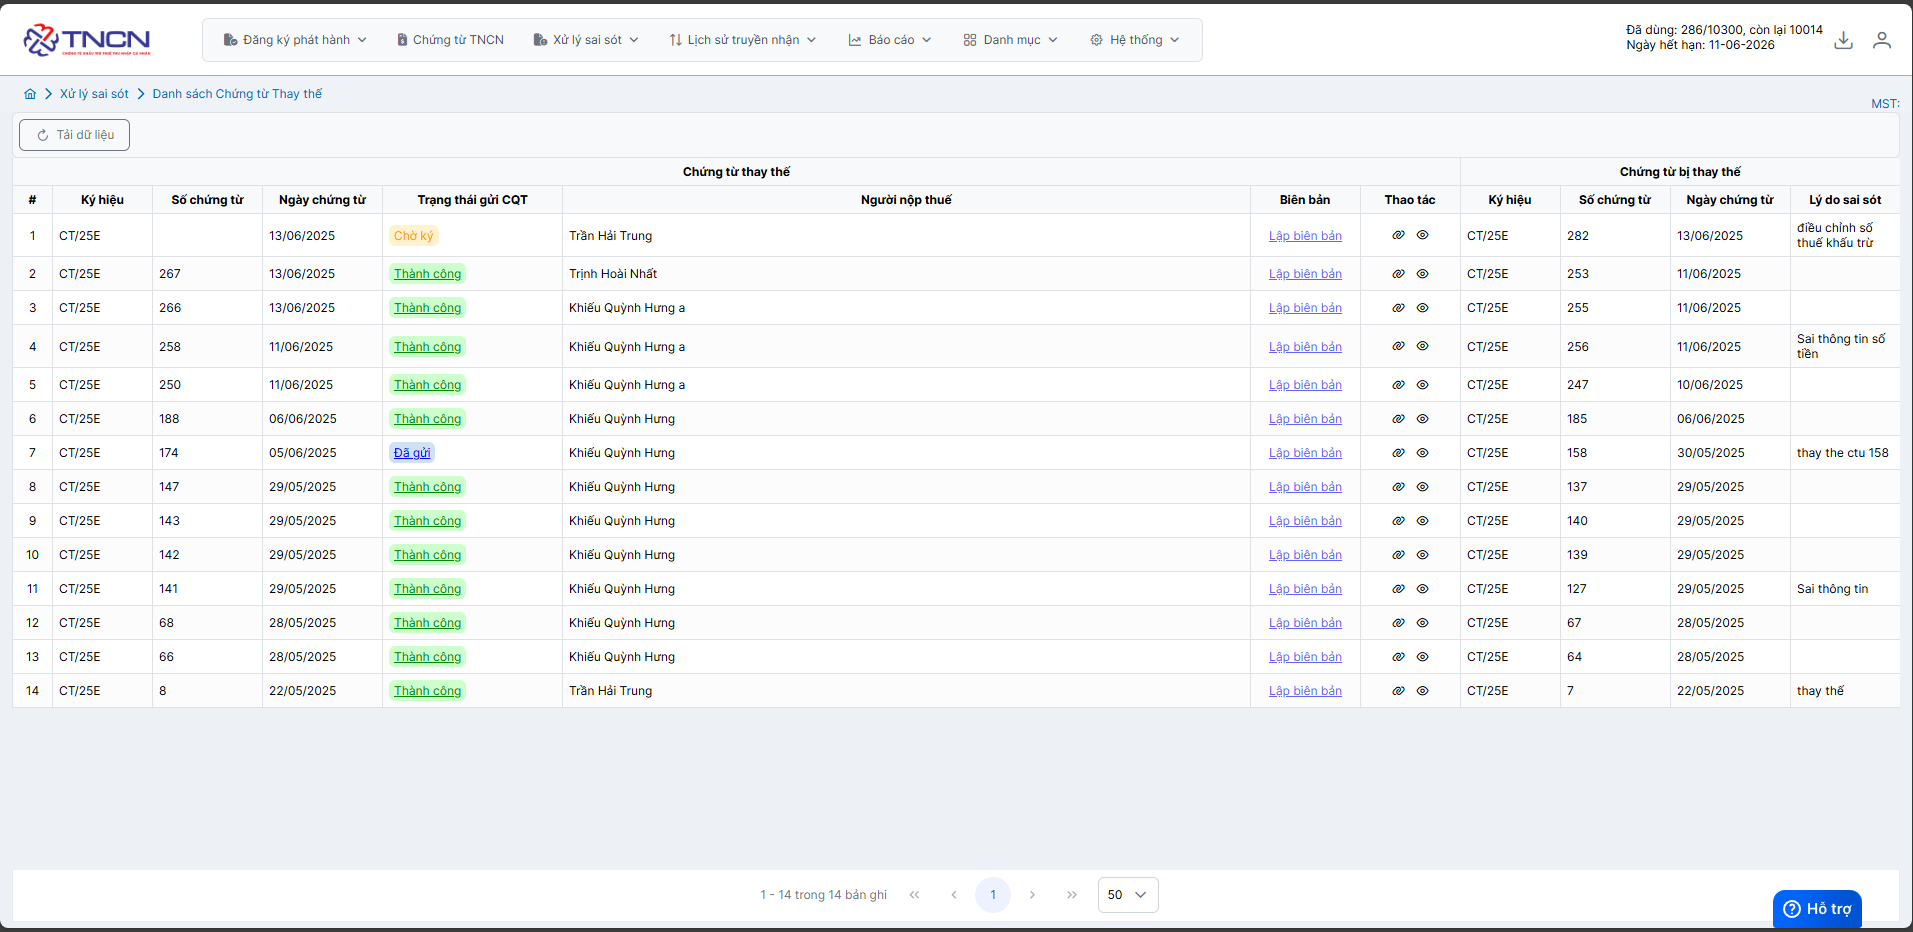 TNCN
CHỨNG TỪ KHẤU TRỪ THUẾ THU NHẬP CÁ NHÂN
Đăng ký phát hành
Chứng từ TNCN
Xử lý sai sót
Lịch sử truyền nhận
Báo cáo
Danh mục
Hệ thống
Đã dùng: 286/10300, còn lại 10014
Ngày hết hạn: 11-06-2026
Xử lý sai sót > Danh sách Chứng từ Thay thế
MST:
Tải dữ liệu
Chứng từ thay thế Chứng từ bị thay thế
# Ký hiệu Số chứng từ Ngày chứng từ Trạng thái gửi CQT Người nộp thuế Biên bản Thao tác Ký hiệu Số chứng từ Ngày chứng từ Lý do sai sót
1 CT/25E 13/06/2025 Chờ ký Trần Hải Trung Lập biên bản CT/25E 282 13/06/2025 điều chỉnh số
thuế khấu trừ
2 CT/25E 267 13/06/2025 Thành công Trịnh Hoài Nhất Lập biên bản CT/25E 253 11/06/2025
3 CT/25E 266 13/06/2025 Thành công Khiếu Quỳnh Hưng a Lập biên bản CT/25E 255 11/06/2025
4 CT/25E 258 11/06/2025 Thành công Khiếu Quỳnh Hưng a Lập biên bản CT/25E 256 11/06/2025 Sai thông tin số
tiền
5 CT/25E 250 11/06/2025 Thành công Khiếu Quỳnh Hưng a Lập biên bản CT/25E 247 10/06/2025
6 CT/25E 188 06/06/2025 Thành công Khiếu Quỳnh Hưng Lập biên bản CT/25E 185 06/06/2025
7 CT/25E 174 05/06/2025 Đã gửi Khiếu Quỳnh Hưng Lập biên bản CT/25E 158 30/05/2025 thay the ctu 158
8 CT/25E 147 29/05/2025 Thành công Khiếu Quỳnh Hưng Lập biên bản CT/25E 137 29/05/2025
9 CT/25E 143 29/05/2025 Thành công Khiếu Quỳnh Hưng Lập biên bản CT/25E 140 29/05/2025
10 CT/25E 142 29/05/2025 Thành công Khiếu Quỳnh Hưng Lập biên bản CT/25E 139 29/05/2025
11 CT/25E 141 29/05/2025 Thành công Khiếu Quỳnh Hưng Lập biên bản CT/25E 127 29/05/2025 Sai thông tin
12 CT/25E 68 28/05/2025 Thành công Khiếu Quỳnh Hưng Lập biên bản CT/25E 67 28/05/2025
13 CT/25E 66 28/05/2025 Thành công Khiếu Quỳnh Hưng Lập biên bản CT/25E 64 28/05/2025
14 CT/25E 8 22/05/2025 Thành công Trần Hải Trung Lập biên bản CT/25E 7 22/05/2025 thay thế
1 - 14 trong 14 bản ghi « ‹ 1 › » 50
Hỗ trợ